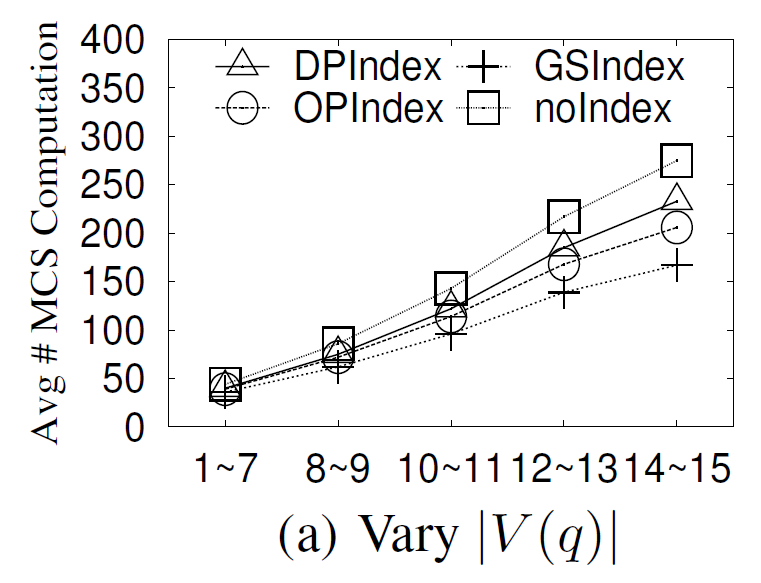 Avg # MCS Computation
400
350
300
250
200
150
100
50
0
DPIndex GSIndex
OPIndex noIndex
1~7 8~9 10~11 12~13 14~15
(a) Vary |V(q)|